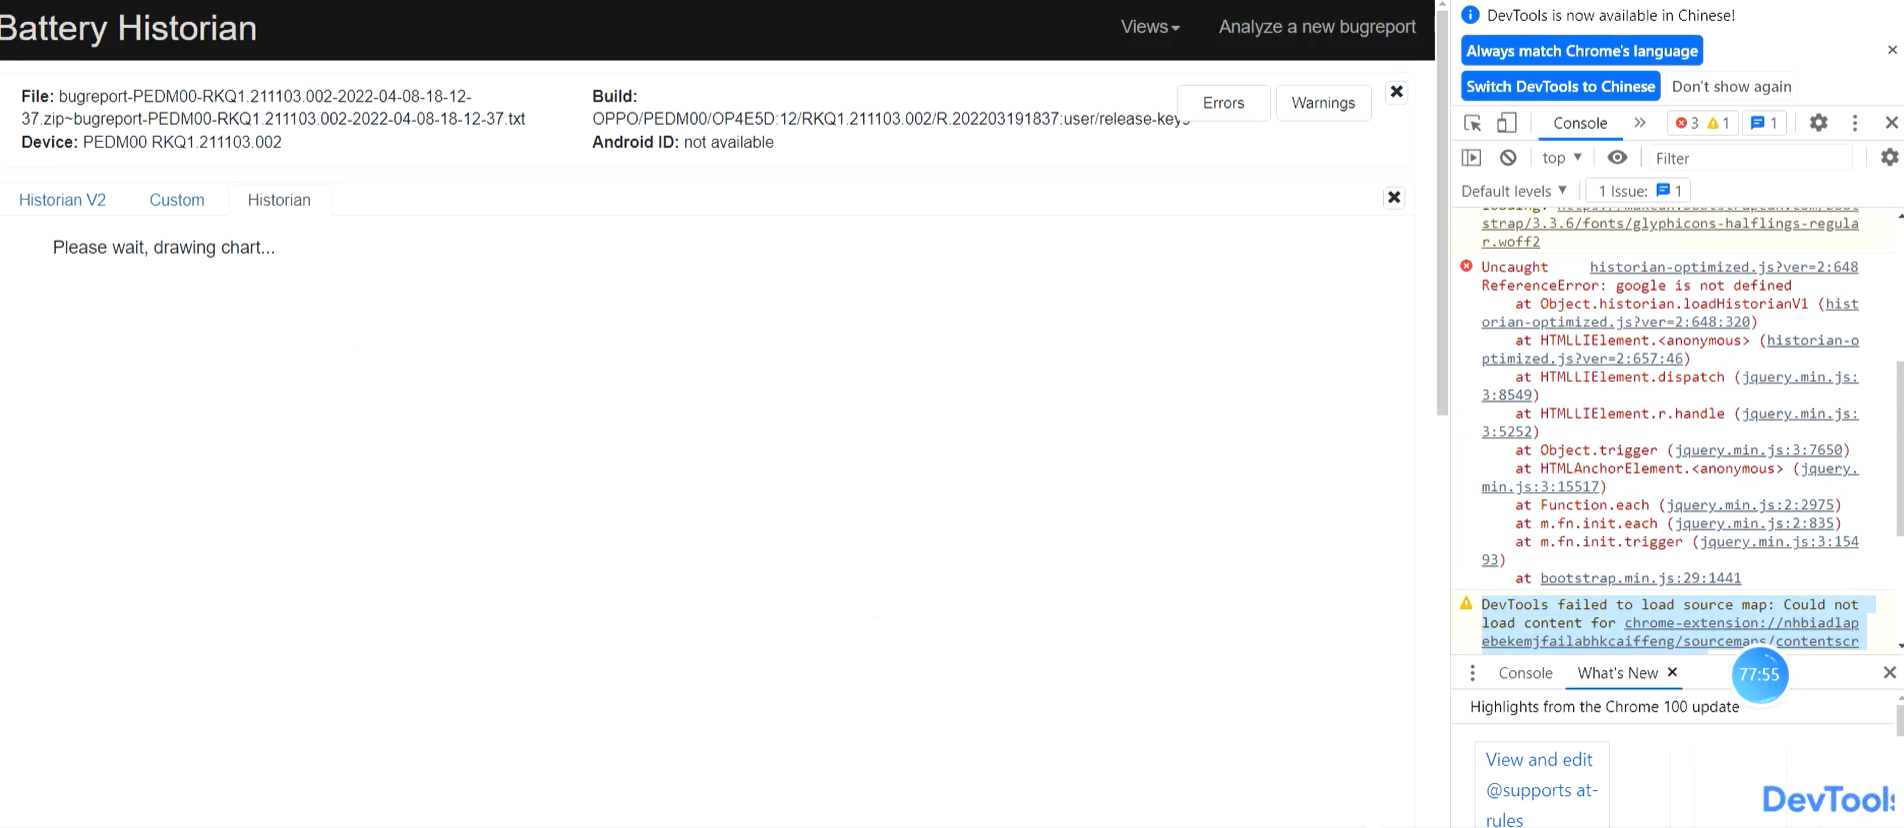 Battery Historian
Views
Analyze a new bugreport
File: bugreport-PEDM00-RKQ1.211103.002-2022-04-08-18-12-
37.zip~bugreport-PEDM00-RKQ1.211103.002-2022-04-08-18-12-37.txt
Device: PEDM00 RKQ1.211103.002
Build:
OPPO/PEDM00/OP4E5D:12/RKQ1.211103.002/R.202203191837:user/release-keys
Android ID: not available
Errors
Warnings
Historian V2
Custom
Historian
Please wait, drawing chart...
DevTools is now available in Chinese!
Always match Chrome's language
Switch DevTools to Chinese
Don't show again
Console
3
1
1
top
Filter
Default levels
1 Issue:
1
strap/3.3.6/fonts/glyphicons-halflings-regula
r.woff2
Uncaught historian-optimized.js?ver=2:648
ReferenceError: google is not defined
at Object.historian.loadHistorianV1 (hist
orian-optimized.js?ver=2:648:320)
at HTMLLIElement.<anonymous> (historian-o
ptimized.js?ver=2:657:46)
at HTMLLIElement.dispatch (jquery.min.js:
3:8549)
at HTMLLIElement.r.handle (jquery.min.js:
3:5252)
at Object.trigger (jquery.min.js:3:7650)
at HTMLAnchorElement.<anonymous> (jquery.
min.js:3:15517)
at Function.each (jquery.min.js:2:2975)
at m.fn.init.each (jquery.min.js:2:835)
at m.fn.init.trigger (jquery.min.js:3:154
93)
at bootstrap.min.js:29:1441
DevTools failed to load source map: Could not
load content for chrome-extension://nhbiadlap
ebekemjfailabhkcaiffeng/sourcemaps/contentscr
Console
What's New
77:55
Highlights from the Chrome 100 update
View and edit
@supports at-
rules
DevTools